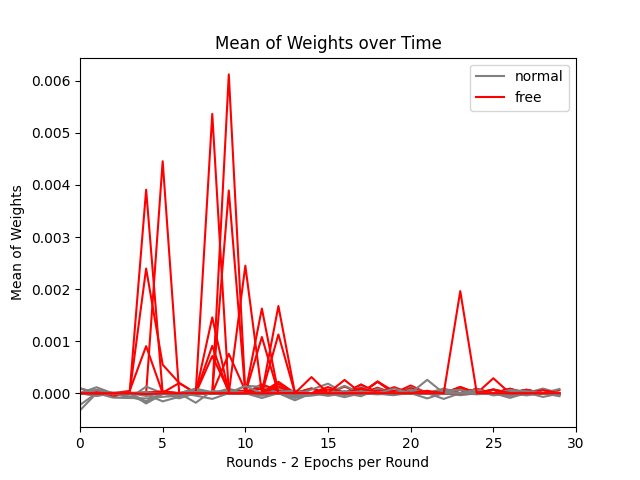 Mean of Weights over Time
normal
free
Mean of Weights
0.006
0.005
0.004
0.003
0.002
0.001
0.000
0 5 10 15 20 25 30
Rounds - 2 Epochs per Round